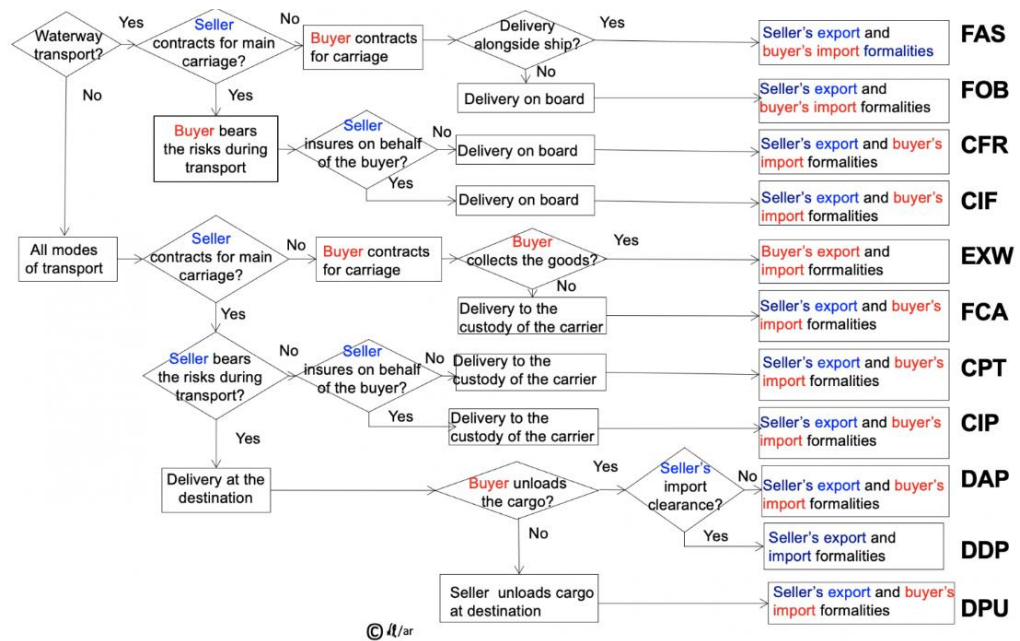 Waterway
transport?
Yes
No
Seller
contracts for main
carriage?
No
Yes
Buyer contracts
for carriage
Delivery
alongside ship?
Yes
No
Seller's export and
buyer's import formalities
FAS
Delivery on board
Seller's export and
buyer's import formalities
FOB
Buyer bears
the risks during
transport
Seller
insures on behalf
of the buyer?
No
Yes
Delivery on board
Seller's export and buyer's
import formalities
CFR
Delivery on board
Seller's export and buyer's
import formalities
CIF
All modes
of transport
Seller
contracts for main
carriage?
No
Yes
Buyer contracts
for carriage
Buyer
collects the goods?
Yes
No
Buyer's export and
import formmalities
EXW
Delivery to the
custody of the carrier
Seller's export and buyer's
import formalities
FCA
Seller bears
the risks during
transport?
No
Yes
Seller
insures on behalf
of the buyer?
No
Yes
Delivery to the
custody of the carrier
Seller's export and buyer's
import formalities
CPT
Delivery to the
custody of the carrier
Seller's export and buyer's
import formalities
CIP
Delivery at the
destination
Buyer unloads
the cargo?
Yes
No
Seller's
import
clearance?
No
Yes
Seller's export and buyer's
import formalities
DAP
Seller's export and
import formalities
DDP
Seller unloads cargo
at destination
Seller's export and buyer's
import formalities
DPU